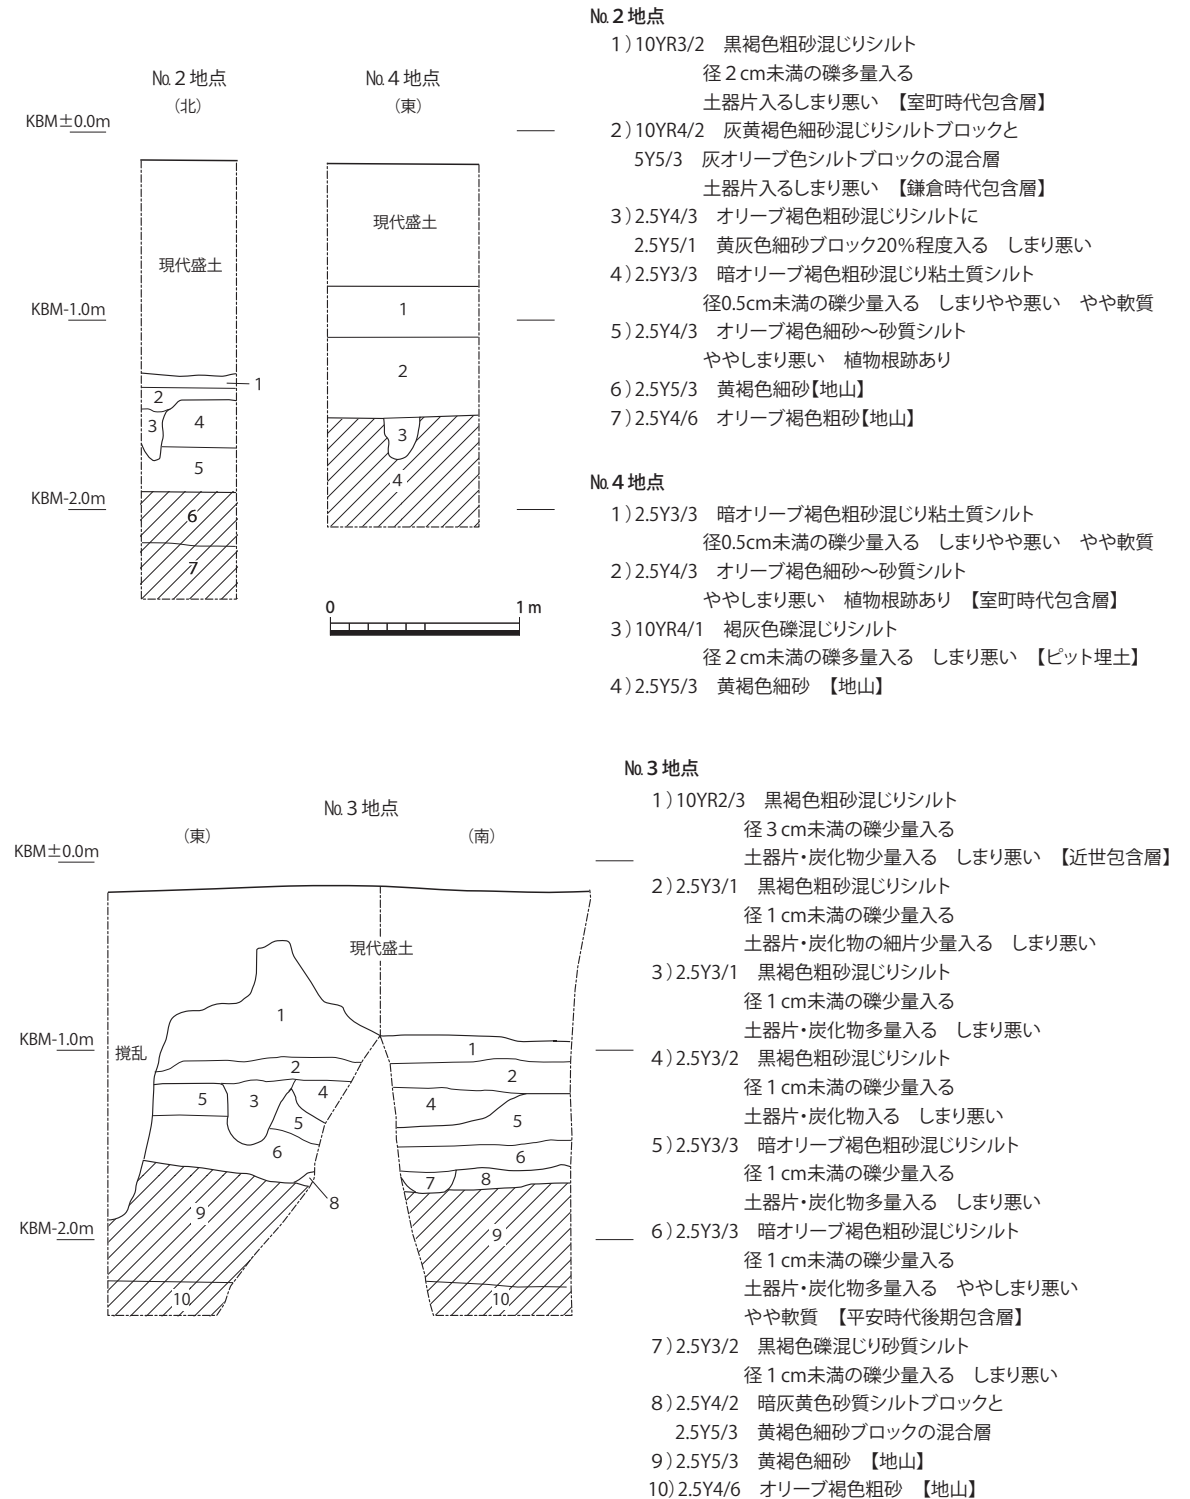 №２地点
（北）
№４地点
（東）
KBM±0.0m
KBM-1.0m
KBM-2.0m
現代盛土
1
2
3
4
5
6
7
現代盛土
1
2
3
4
0
1 m
№２地点
１）10YR3/2　黒褐色粗砂混じりシルト
径２cm未満の礫多量入る
土器片入るしまり悪い　【室町時代包含層】
２）10YR4/2　灰黄褐色細砂混じりシルトブロックと
5Y5/3　灰オリーブ色シルトブロックの混合層
土器片入るしまり悪い　【鎌倉時代包含層】
３）2.5Y4/3　オリーブ褐色粗砂混じりシルトに
2.5Y5/1　黄灰色細砂ブロック20％程度入る　しまり悪い
４）2.5Y3/3　暗オリーブ褐色粗砂混じり粘土質シルト
径0.5cm未満の礫少量入る　しまりやや悪い　やや軟質
５）2.5Y4/3　オリーブ褐色細砂～砂質シルト
ややしまり悪い　植物根跡あり
６）2.5Y5/3　黄褐色細砂【地山】
７）2.5Y4/6　オリーブ褐色粗砂【地山】
№４地点
１）2.5Y3/3　暗オリーブ褐色粗砂混じり粘土質シルト
径0.5cm未満の礫少量入る　しまりやや悪い　やや軟質
２）2.5Y4/3　オリーブ褐色細砂～砂質シルト
ややしまり悪い　植物根跡あり　【室町時代包含層】
３）10YR4/1　褐灰色礫混じりシルト
径２cm未満の礫多量入る　しまり悪い　【ピット埋土】
４）2.5Y5/3　黄褐色細砂　【地山】
№３地点
（東）
（南）
KBM±0.0m
KBM-1.0m
KBM-2.0m
現代盛土
撹乱
1
2
5
3
4
5
6
8
9
10
1
2
4
5
6
7
8
9
10
№３地点
１）10YR2/3　黒褐色粗砂混じりシルト
径３cm未満の礫少量入る
土器片・炭化物少量入る　しまり悪い　【近世包含層】
２）2.5Y3/1　黒褐色粗砂混じりシルト
径１cm未満の礫少量入る
土器片・炭化物の細片少量入る　しまり悪い
３）2.5Y3/1　黒褐色粗砂混じりシルト
径１cm未満の礫少量入る
土器片・炭化物多量入る　しまり悪い
４）2.5Y3/2　黒褐色粗砂混じりシルト
径１cm未満の礫少量入る
土器片・炭化物入る　しまり悪い
５）2.5Y3/3　暗オリーブ褐色粗砂混じりシルト
径１cm未満の礫少量入る
土器片・炭化物多量入る　しまり悪い
６）2.5Y3/3　暗オリーブ褐色粗砂混じりシルト
径１cm未満の礫少量入る
土器片・炭化物多量入る　ややしまり悪い
やや軟質　【平安時代後期包含層】
７）2.5Y3/2　黒褐色礫混じり砂質シルト
径１cm未満の礫少量入る　しまり悪い
８）2.5Y4/2　暗灰黄色砂質シルトブロックと
2.5Y5/3　黄褐色細砂ブロックの混合層
９）2.5Y5/3　黄褐色細砂　【地山】
10）2.5Y4/6　オリーブ褐色粗砂　【地山】